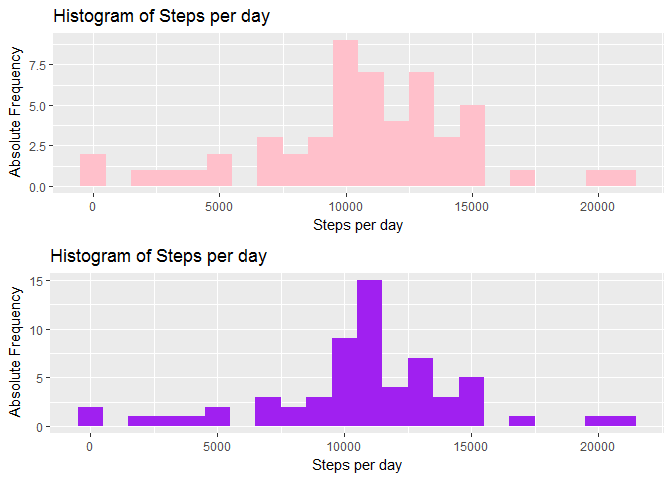 Histogram of Steps per day
Absolute Frequency
7.5
5.0
2.5
0.0
0 5000 10000 15000 20000
Steps per day
Histogram of Steps per day
Absolute Frequency
15
10
5
0
0 5000 10000 15000 20000
Steps per day